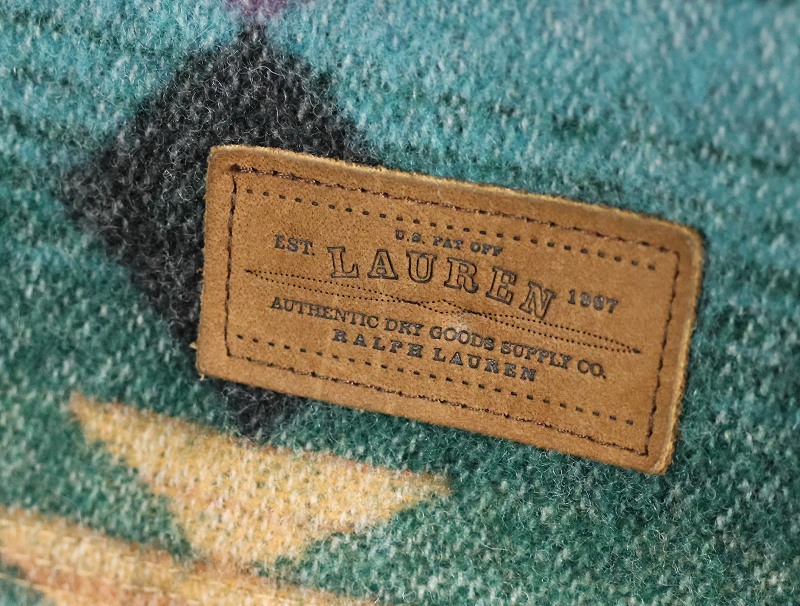 U.S. PAT OFF
EST. LAUREN 1967
AUTHENTIC DRY GOODS SUPPLY CO.
RALPH LAUREN